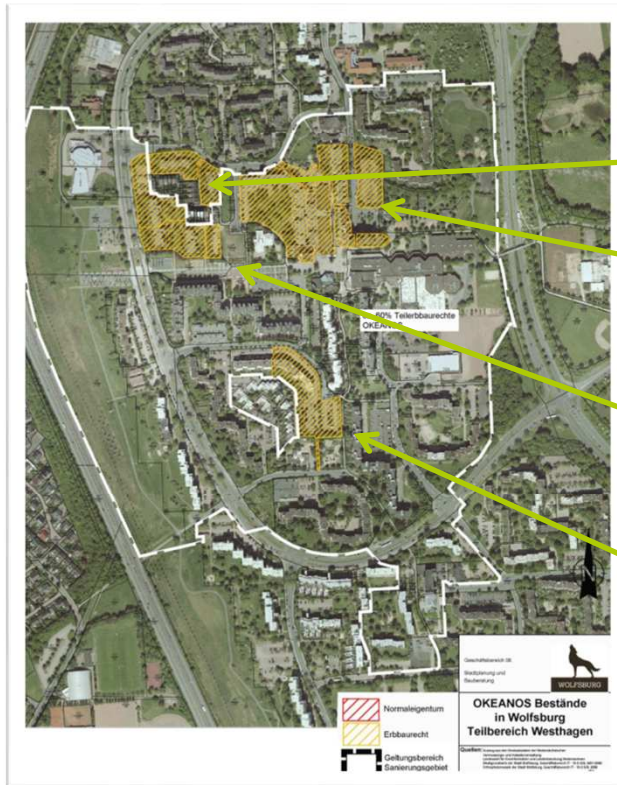 60% Teilerbbaurechte
OKEANOS
N
Geschäftsbereich 06
Stadtplanung und
Bauberatung
WOLFSBURG
OKEANOS Bestände
in Wolfsburg
Teilbereich Westhagen
Quellen:
Normaleigentum
Erbbaurecht
Geltungsbereich
Sanierungsgebiet